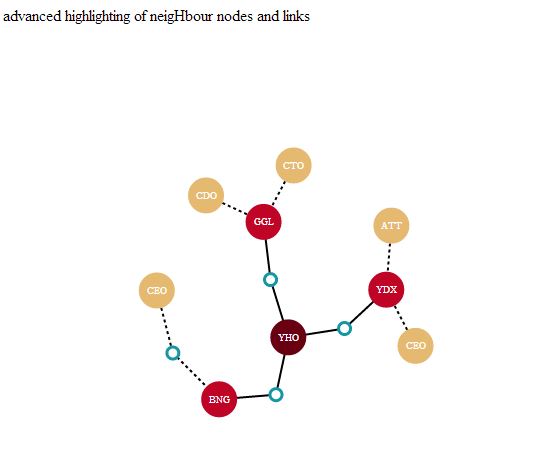 advanced highlighting of neigHbour nodes and links
CTO
CDO
GGL
ATT
CEO
YDX
YHO
CEO
BNG